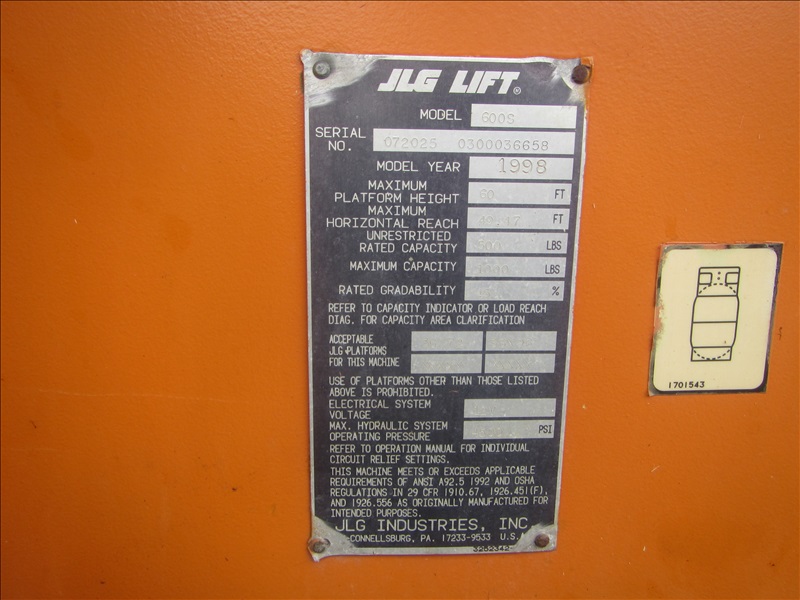 JLG LIFT®
MODEL 600S
SERIAL NO. 072025 0300036658
MODEL YEAR 1998
MAXIMUM PLATFORM HEIGHT 60 FT
MAXIMUM HORIZONTAL REACH FT
UNRESTRICTED RATED CAPACITY LBS
MAXIMUM CAPACITY LBS
RATED GRADABILITY %
REFER TO CAPACITY INDICATOR OR LOAD REACH
DIAG. FOR CAPACITY AREA CLARIFICATION
ACCEPTABLE
JLG PLATFORMS
FOR THIS MACHINE
USE OF PLATFORMS OTHER THAN THOSE LISTED
ABOVE IS PROHIBITED.
ELECTRICAL SYSTEM
VOLTAGE
MAX. HYDRAULIC SYSTEM
OPERATING PRESSURE PSI
REFER TO OPERATION MANUAL FOR INDIVIDUAL
CIRCUIT RELIEF SETTINGS.
THIS MACHINE MEETS OR EXCEEDS APPLICABLE
REQUIREMENTS OF ANSI A92.5 1992 AND OSHA
REGULATIONS IN 29 CFR 1910.67, 1926.451(F),
AND 1926.556 AS ORIGINALLY MANUFACTURED FOR
INTENDED PURPOSES.
JLG INDUSTRIES, INC
CONNELLSBURG, PA. 17233-9533 U.S.
3252342
1701543